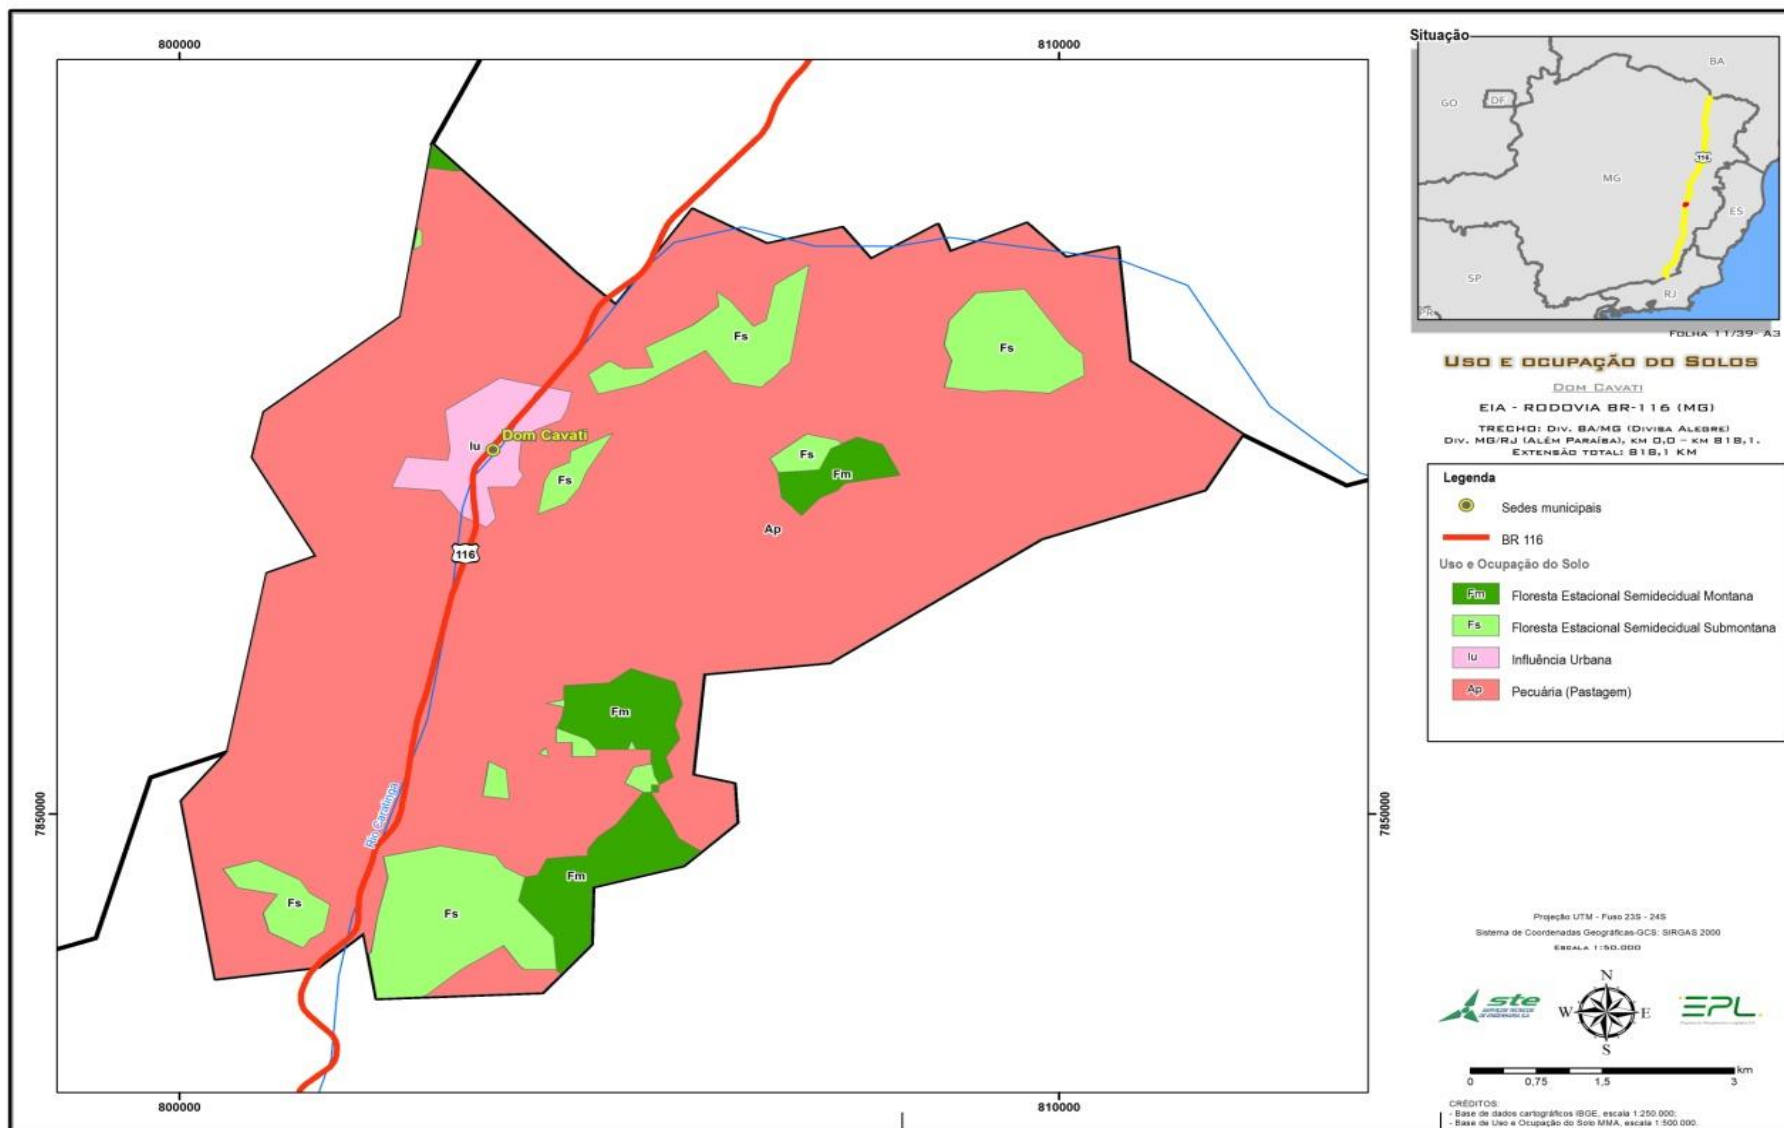 800000
810000
Fs
Fs
Dom Cavati
Iu
Fs
Fs
Fm
Ap
116
Fm
Rio Caratinga
Fm
Fs
Fs
7850000
7850000
800000
810000
Situação
BA
GO
DF
MG
116
ES
SP
RJ
PR
FOLHA 11/39- A3
USO E OCUPAÇÃO DO SOLOS
DOM CAVATI
EIA - RODOVIA BR-116 (MG)
TRECHO: DIV. BA/MG (DIVISA ALEGRE)
DIV. MG/RJ (ALÉM PARAÍBA), KM 0,0 – KM 818,1.
EXTENSÃO TOTAL: 818,1 KM
Legenda
Sedes municipais
BR 116
Uso e Ocupação do Solo
Fm Floresta Estacional Semidecidual Montana
Fs Floresta Estacional Semidecidual Submontana
Iu Influência Urbana
Ap Pecuária (Pastagem)
Projeção UTM - Fuso 23S - 24S
Sistema de Coordenadas Geográficas-GCS: SIRGAS 2000
ESCALA 1:50.000
ste
SERVIÇOS TÉCNICOS
DE ENGENHARIA S.A.
N
W E
S
EPL
km
0 0,75 1,5 3
CRÉDITOS:
- Base de dados cartográficos IBGE, escala 1:250.000;
- Base de Uso e Ocupação do Solo MMA, escala 1:500.000.